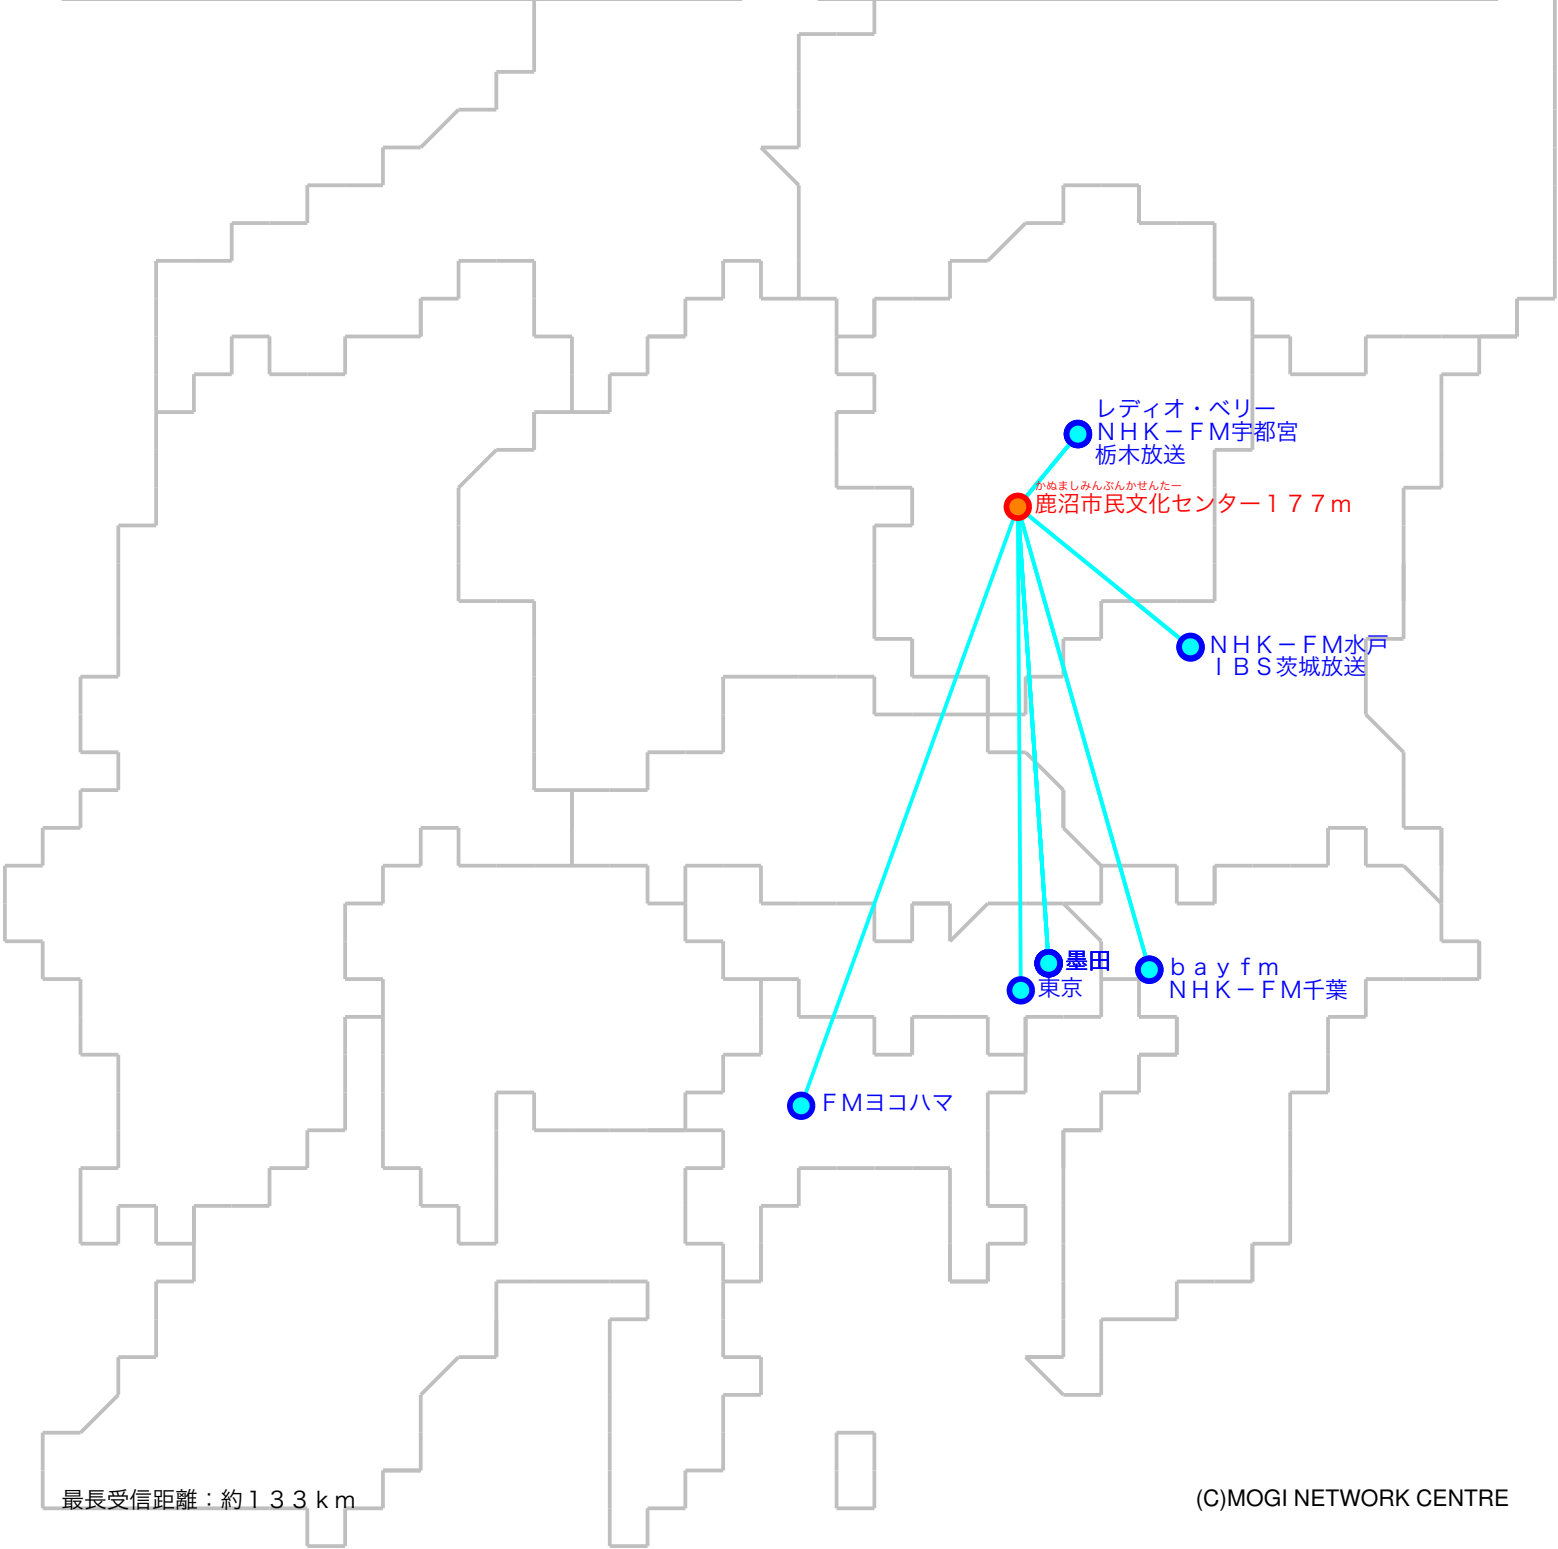 レディオ・ベリー
ＮＨＫ－ＦＭ宇都宮
栃木放送
かぬましみんぶんかせんたー
鹿沼市民文化センター１７７ｍ
ＮＨＫ－ＦＭ水戸
ＩＢＳ茨城放送
墨田
東京
ｂａｙｆｍ
ＮＨＫ－ＦＭ千葉
ＦＭヨコハマ
最長受信距離：約１３３ｋｍ
(C)MOGI NETWORK CENTRE